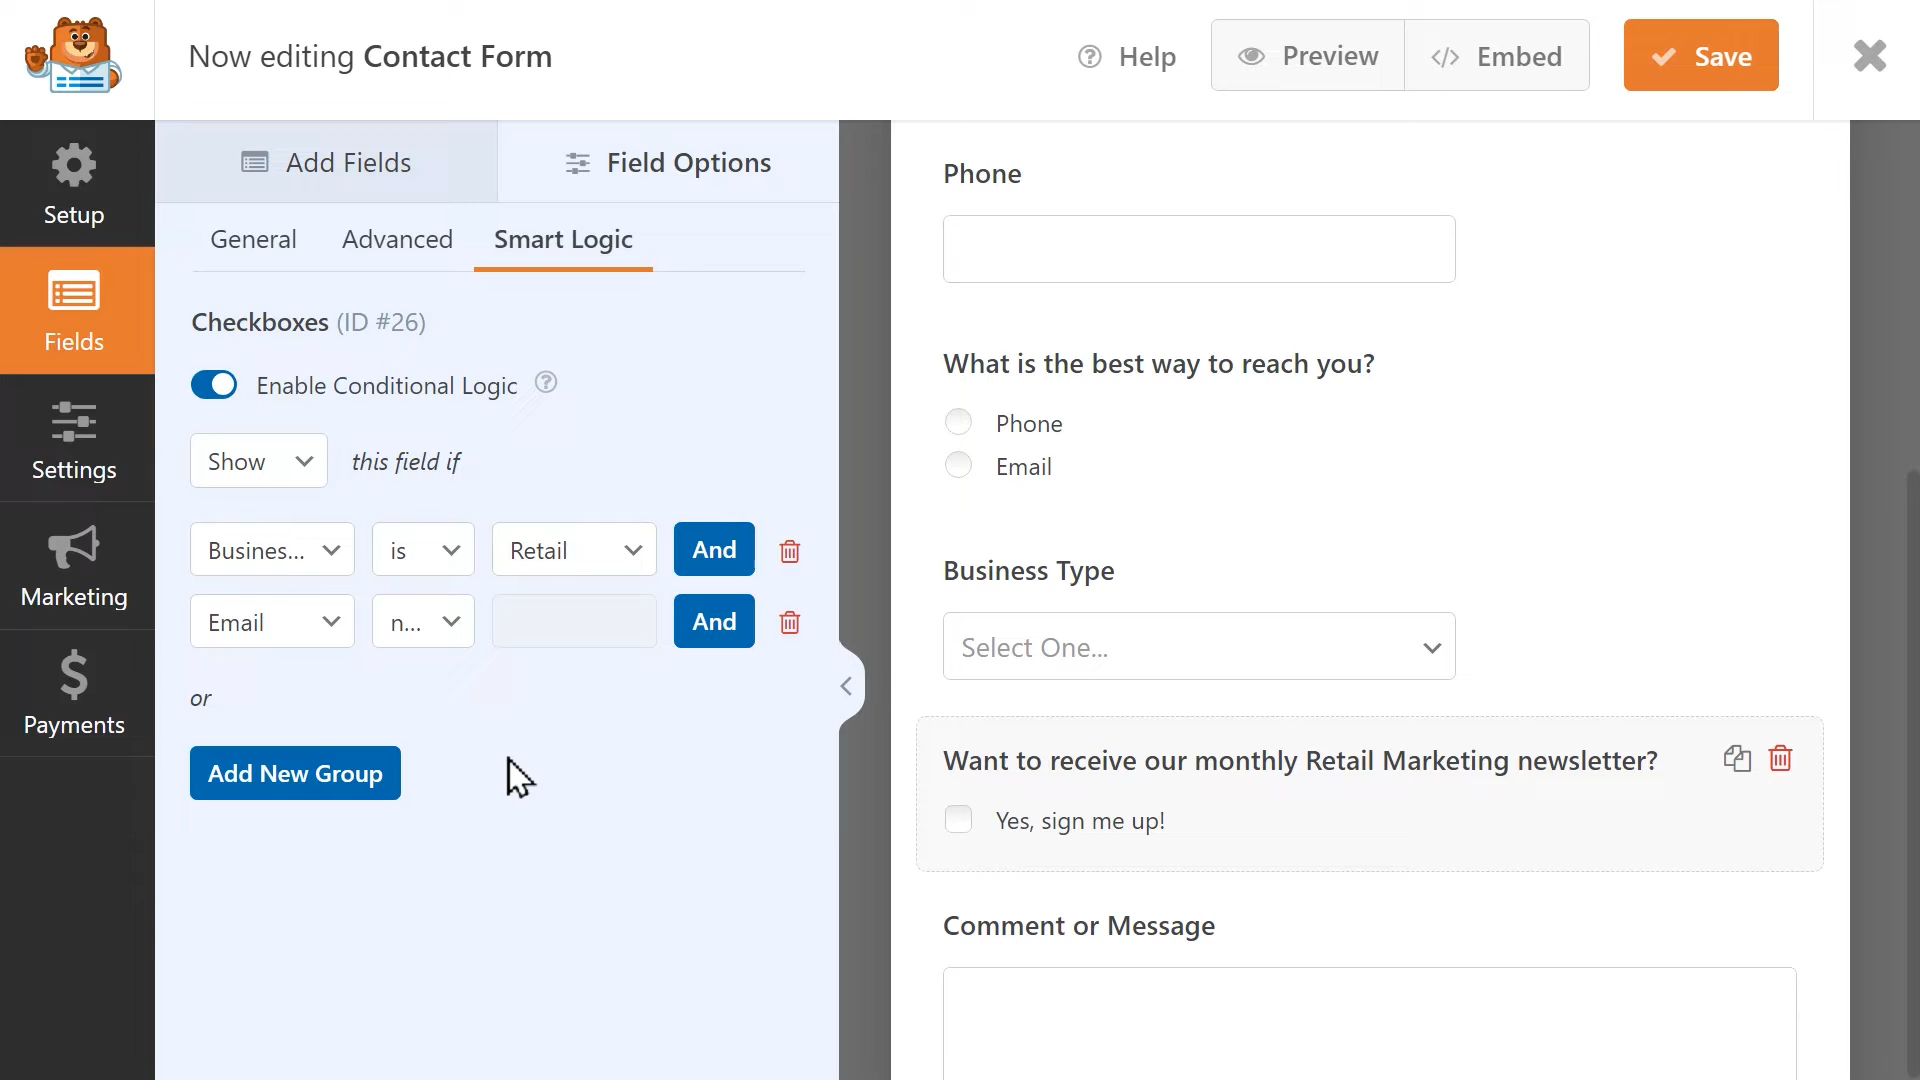 Now editing Contact Form
Help
Preview
Embed
Save
Setup
Fields
Settings
Marketing
Payments
Add Fields
Field Options
General
Advanced
Smart Logic
Checkboxes (ID #26)
Enable Conditional Logic
Show
this field if
Busines...
is
Retail
And
Email
n...
And
or
Add New Group
Phone
What is the best way to reach you?
Phone
Email
Business Type
Select One...
Want to receive our monthly Retail Marketing newsletter?
Yes, sign me up!
Comment or Message